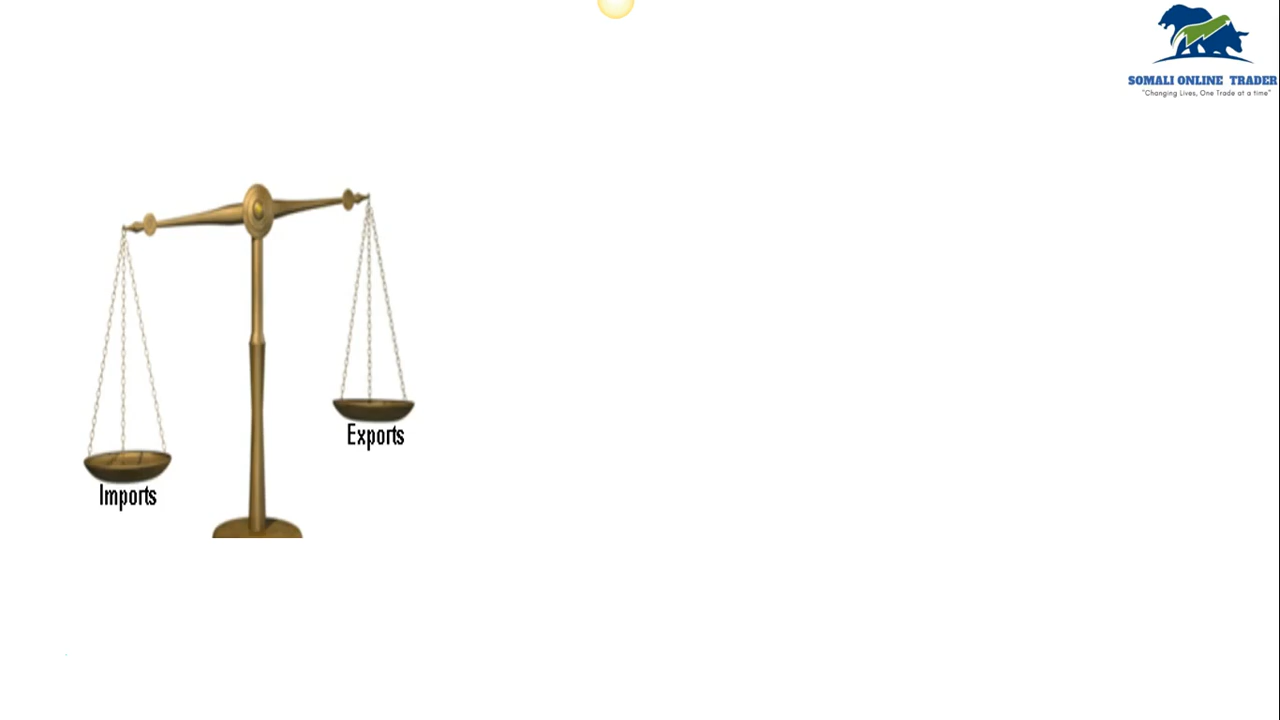 SOMALI ONLINE TRADER
"Changing Lives, One Trade at a time"
Exports
Imports